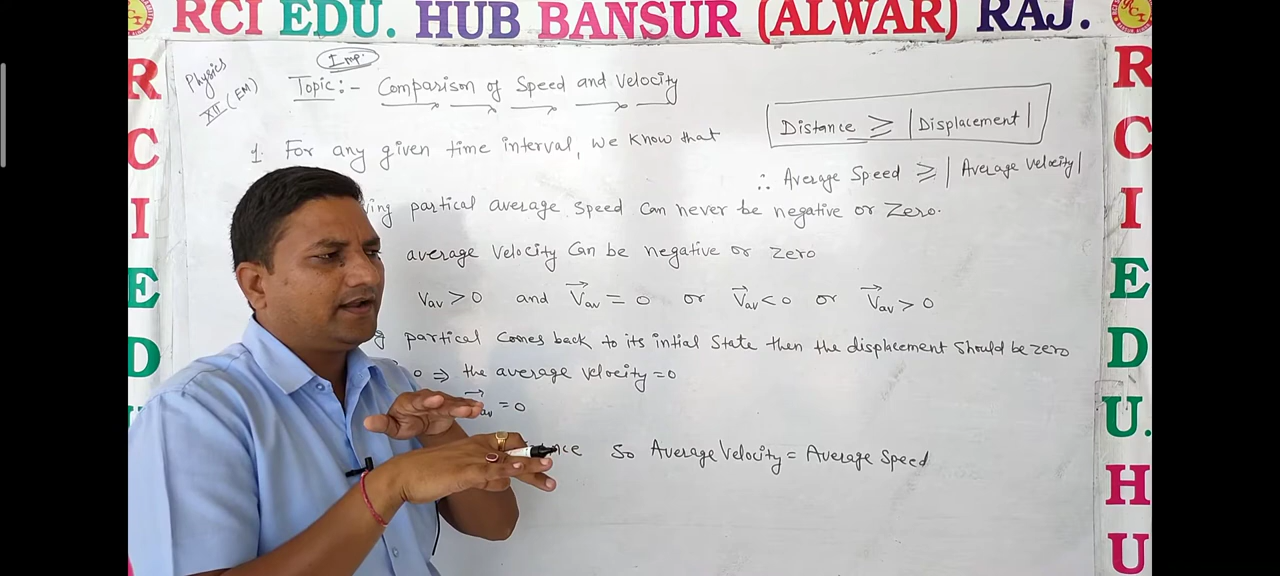 RCI EDU. HUB BANSUR (ALWAR) RAJ.
Physics
XII (EM)
Imp.
Topic:- Comparison of Speed and Velocity
1. For any given time interval, we know that
Distance ≥ |Displacement|
∴ Average Speed ≥ |Average Velocity|
partical average Speed Can never be negative or Zero.
average Velocity Can be negative or zero
Vav > 0 and V⃗av = 0 or V⃗av < 0 or V⃗av > 0
partical Comes back to its intial State then the displacement Should be zero
0 ⇒ the average velocity = 0
av = 0
So Average Velocity = Average Speed
R
C
I
E
D
R
C
I
E
D
U.
H
U